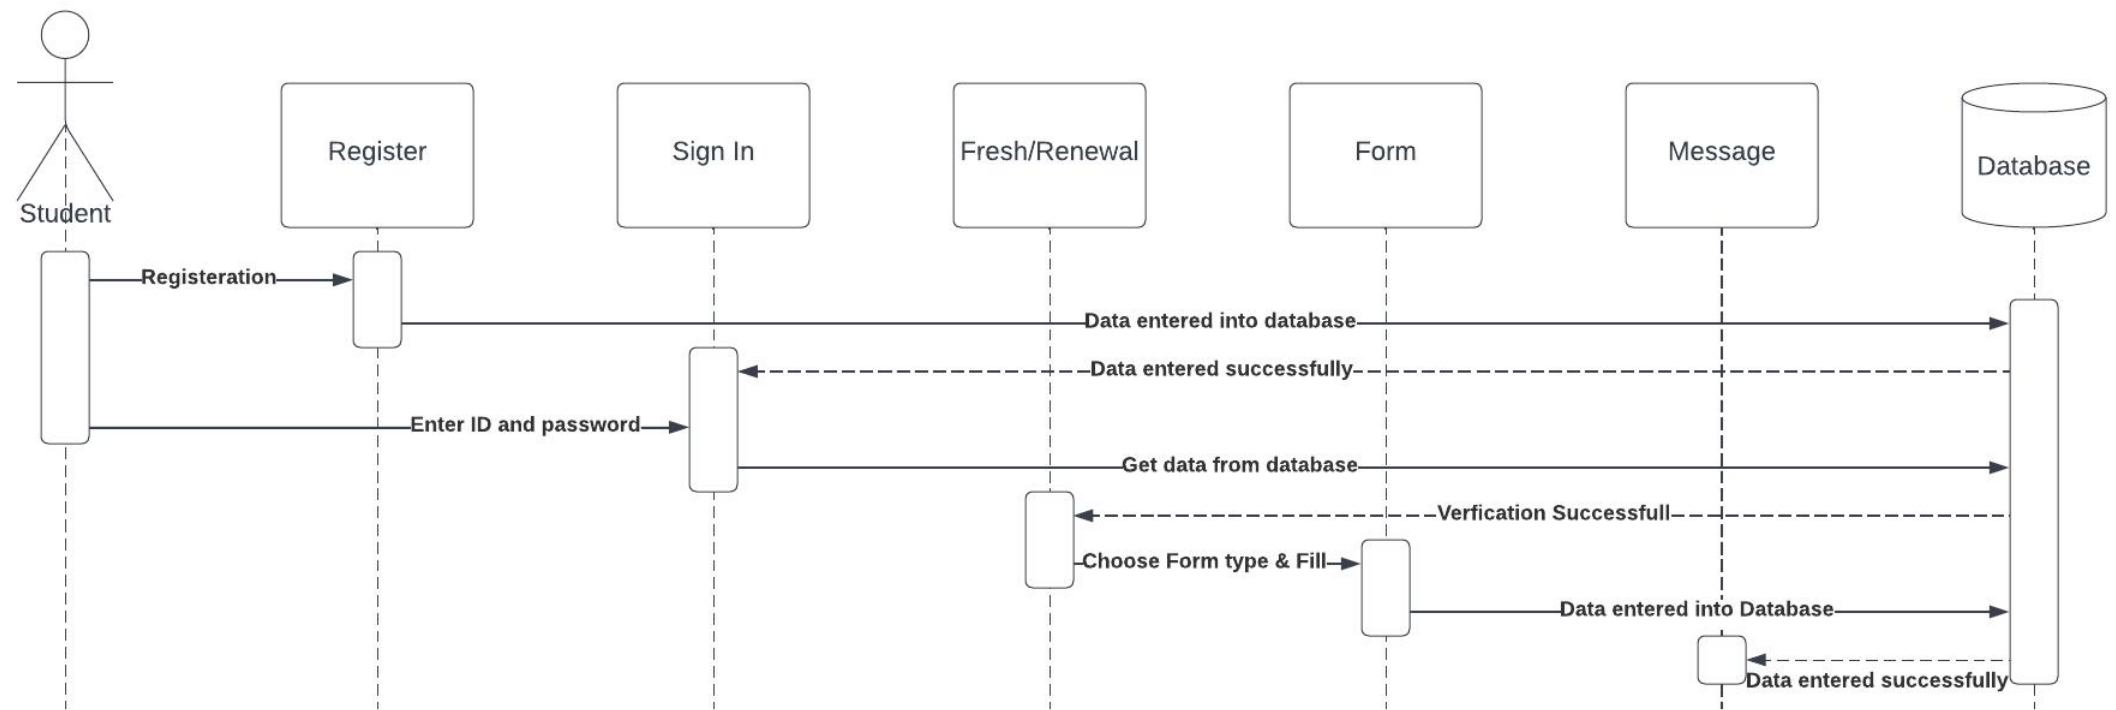 Register
Sign In
Fresh/Renewal
Form
Message
Database
Student
Registeration
Data entered into database
Data entered successfully
Enter ID and password
Get data from database
Verfication Successfull
Choose Form type & Fill
Data entered into Database
Data entered successfully